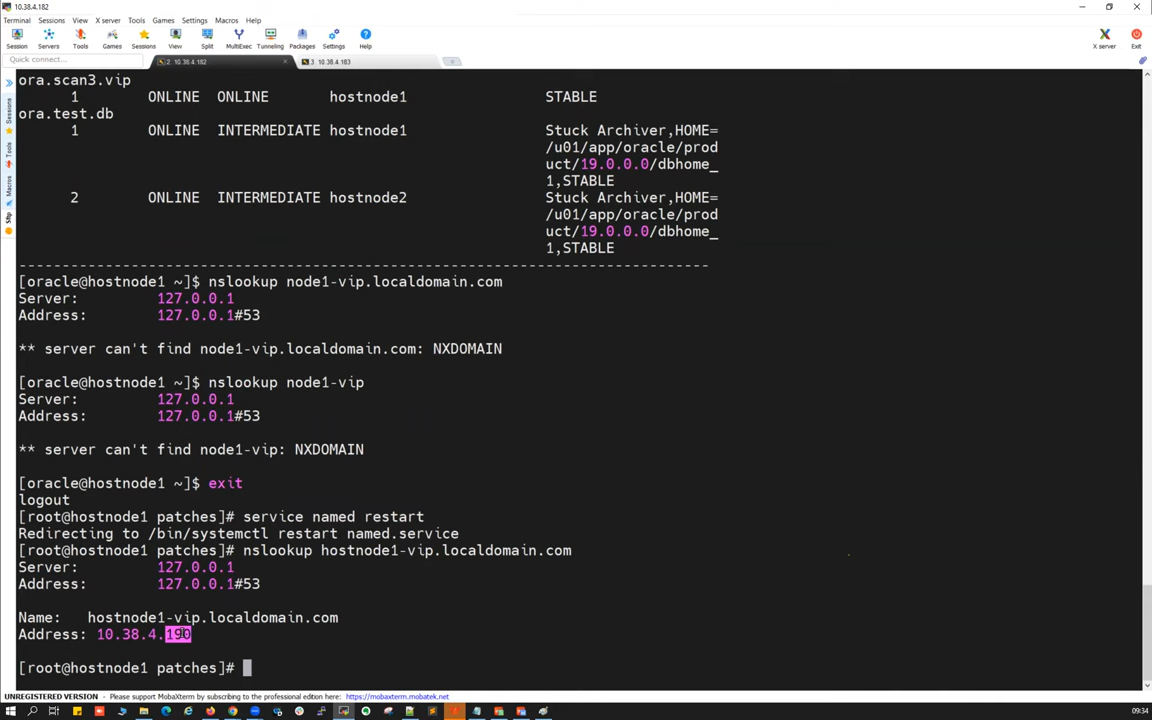 10.38.4.182
Terminal Sessions View X server Tools Games Settings Macros Help
Session Servers Tools Games Sessions View Split MultiExec Tunneling Packages Settings Help X server Exit
Quick connect...
2. 10.38.4.182
3. 10.38.4.183
Sessions
Tools
Macros
Sftp
ora.scan3.vip
1 ONLINE ONLINE hostnode1 STABLE
ora.test.db
1 ONLINE INTERMEDIATE hostnode1 Stuck Archiver,HOME=
/u01/app/oracle/prod
uct/19.0.0.0/dbhome_
1,STABLE
2 ONLINE INTERMEDIATE hostnode2 Stuck Archiver,HOME=
/u01/app/oracle/prod
uct/19.0.0.0/dbhome_
1,STABLE
--------------------------------------------------------------------------------
[oracle@hostnode1 ~]$ nslookup node1-vip.localdomain.com
Server: 127.0.0.1
Address: 127.0.0.1#53
** server can't find node1-vip.localdomain.com: NXDOMAIN
[oracle@hostnode1 ~]$ nslookup node1-vip
Server: 127.0.0.1
Address: 127.0.0.1#53
** server can't find node1-vip: NXDOMAIN
[oracle@hostnode1 ~]$ exit
logout
[root@hostnode1 patches]# service named restart
Redirecting to /bin/systemctl restart named.service
[root@hostnode1 patches]# nslookup hostnode1-vip.localdomain.com
Server: 127.0.0.1
Address: 127.0.0.1#53
Name: hostnode1-vip.localdomain.com
Address: 10.38.4.190
[root@hostnode1 patches]#
UNREGISTERED VERSION - Please support MobaXterm by subscribing to the professional edition here: https://mobaxterm.mobatek.net
09:34